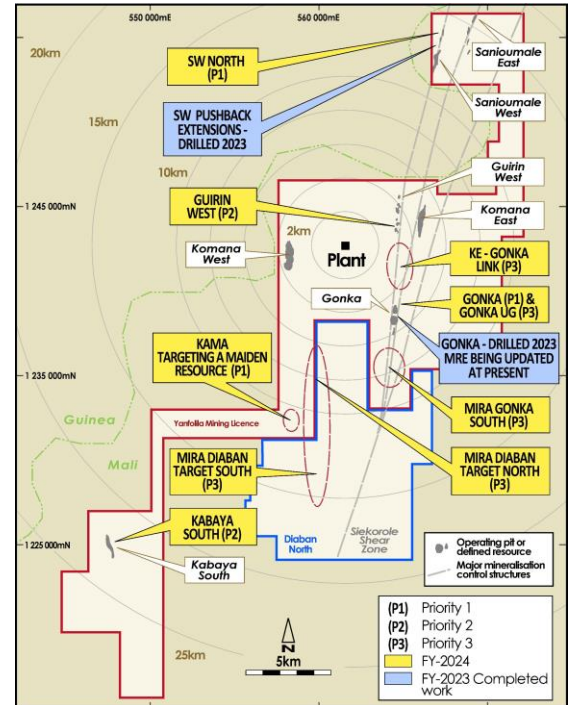 550 000mE
560 000mE
20km
SW NORTH
(P1)
Sanioumale
East
SW PUSHBACK
EXTENSIONS -
DRILLED 2023
Sanioumale
West
15km
10km
Guirin
West
GUIRIN
WEST (P2)
1 245 000mN
Komana
East
2km
Komana
West
Plant
KE - GONKA
LINK (P3)
Gonka
GONKA (P1) &
GONKA UG (P3)
KAMA
TARGETING A MAIDEN
RESOURCE (P1)
GONKA - DRILLED 2023
MRE BEING UPDATED
AT PRESENT
1 235 000mN
Guinea
Mali
Yanfolila Mining Licence
MIRA GONKA
SOUTH (P3)
MIRA DIABAN
TARGET SOUTH
(P3)
MIRA DIABAN
TARGET NORTH
(P3)
KABAYA
SOUTH (P2)
1 225 000mN
Kabaya
South
Diaban
North
Siekorole
Shear
Zone
Operating pit or
defined resource
Major mineralisation
control structures
(P1) Priority 1
(P2) Priority 2
(P3) Priority 3
FY-2024
FY-2023 Completed
work
N
5km
25km